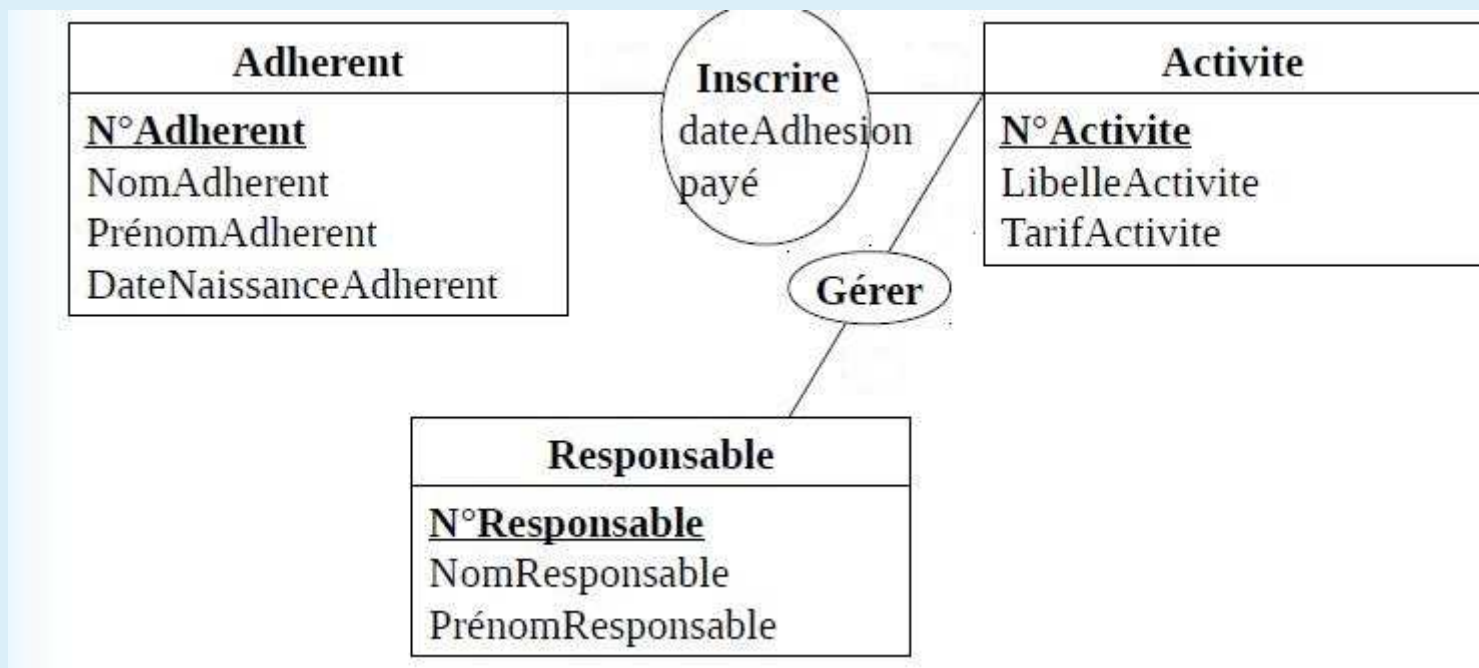 Adherent
N°Adherent
NomAdherent
PrénomAdherent
DateNaissanceAdherent
Inscrire
dateAdhesion
payé
Activite
N°Activite
LibelleActivite
TarifActivite
Gérer
Responsable
N°Responsable
NomResponsable
PrénomResponsable